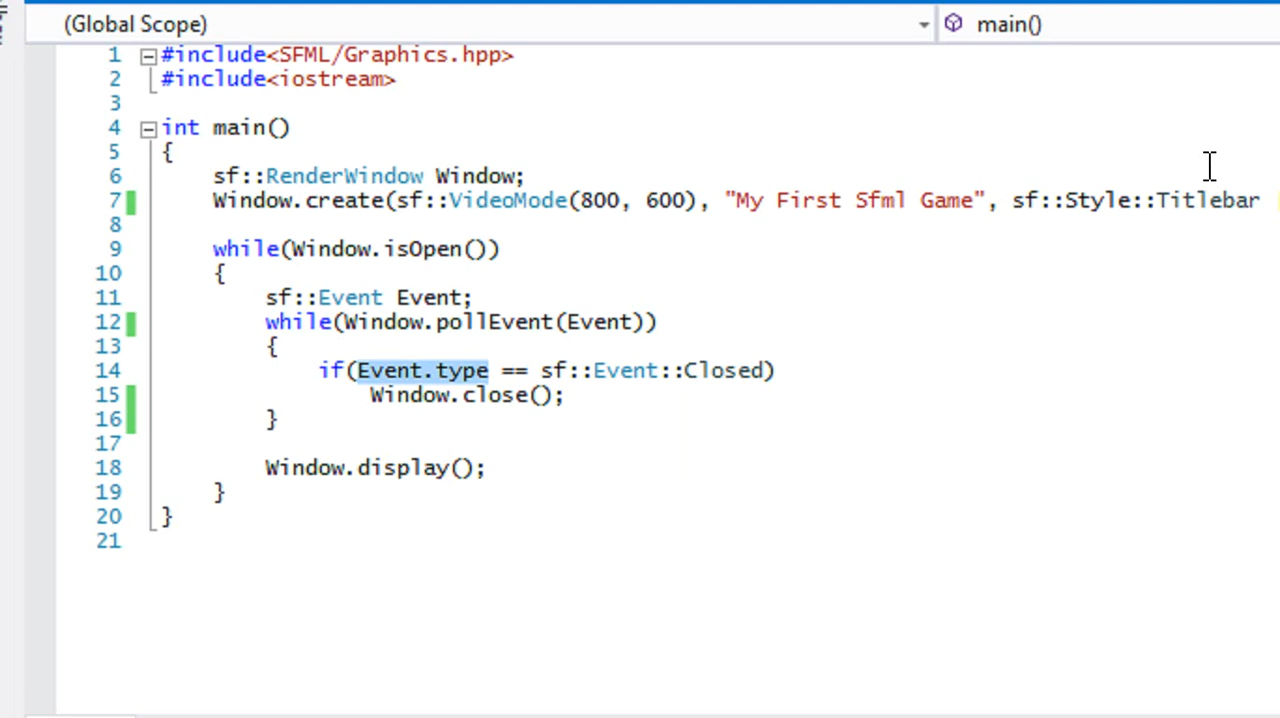 (Global Scope) main()
1 #include<SFML/Graphics.hpp>
2 #include<iostream>
3
4 int main()
5 {
6 sf::RenderWindow Window;
7 Window.create(sf::VideoMode(800, 600), "My First Sfml Game", sf::Style::Titlebar
8
9 while(Window.isOpen())
10 {
11 sf::Event Event;
12 while(Window.pollEvent(Event))
13 {
14 if(Event.type == sf::Event::Closed)
15 Window.close();
16 }
17
18 Window.display();
19 }
20 }
21